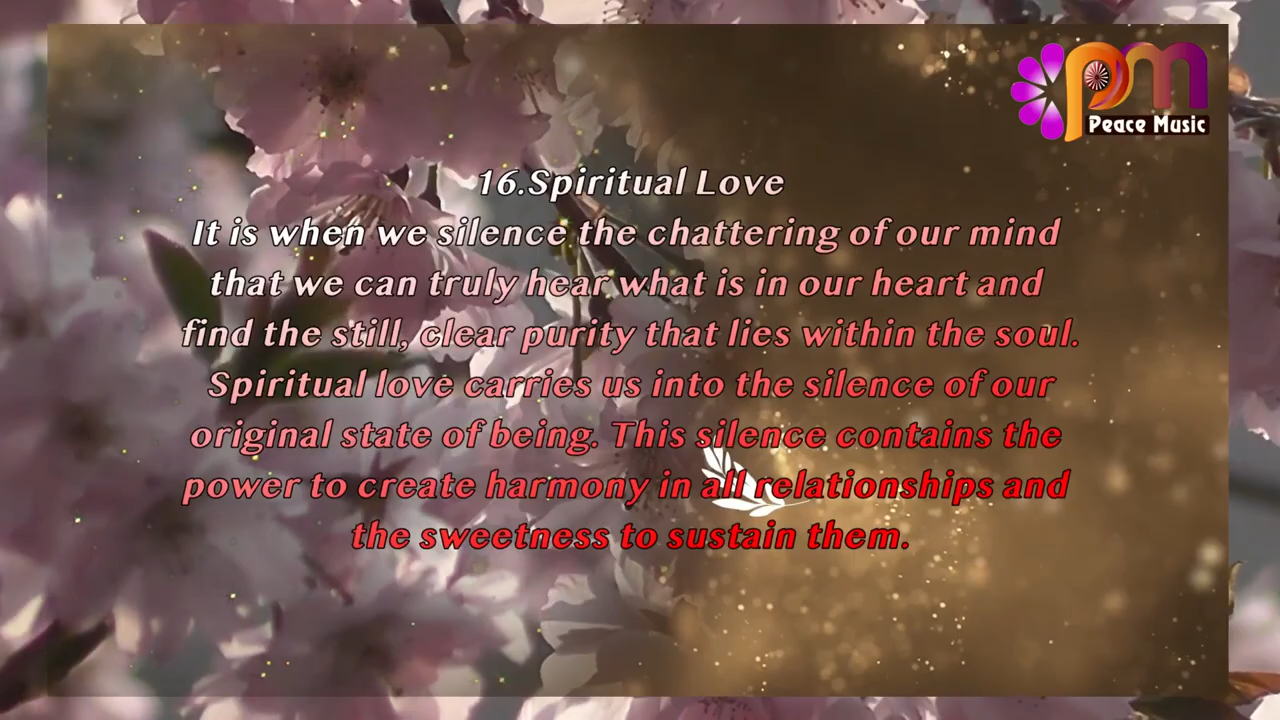 pm
Peace Music
16.Spiritual Love
It is when we silence the chattering of our mind
that we can truly hear what is in our heart and
find the still, clear purity that lies within the soul.
Spiritual love carries us into the silence of our
original state of being. This silence contains the
power to create harmony in all relationships and
the sweetness to sustain them.